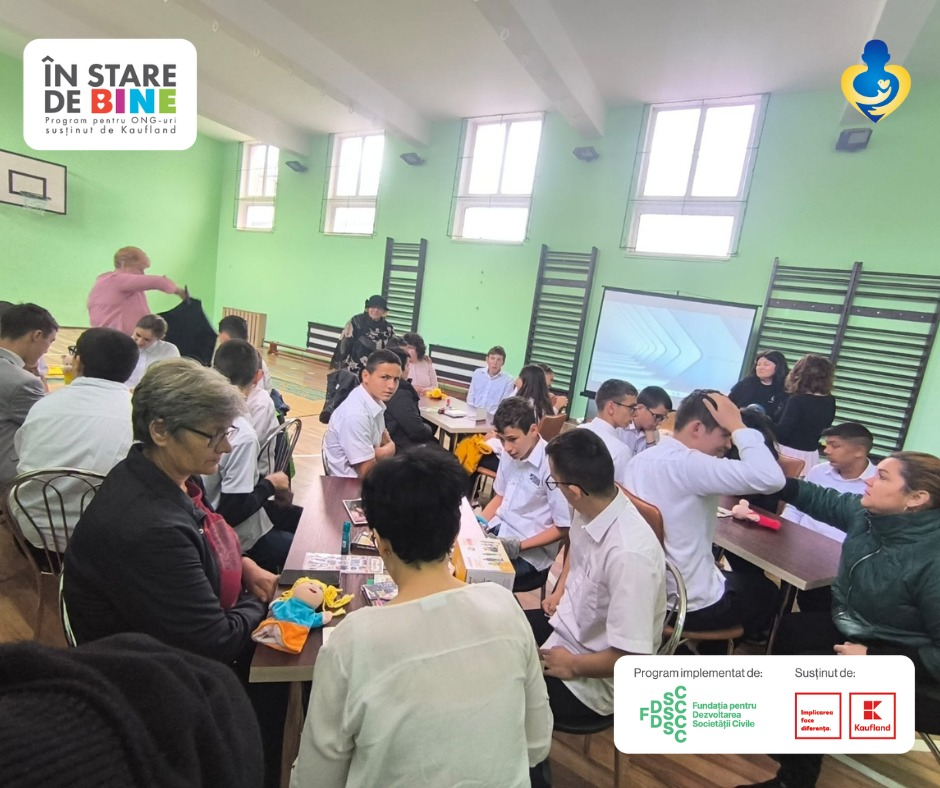 ÎN STARE
DE BINE
Program pentru ONG-uri
susținut de Kaufland
Program implementat de:
FDSC
Fundația pentru
Dezvoltarea
Societății Civile
Susținut de:
Implicarea
face
diferența.
K
Kaufland